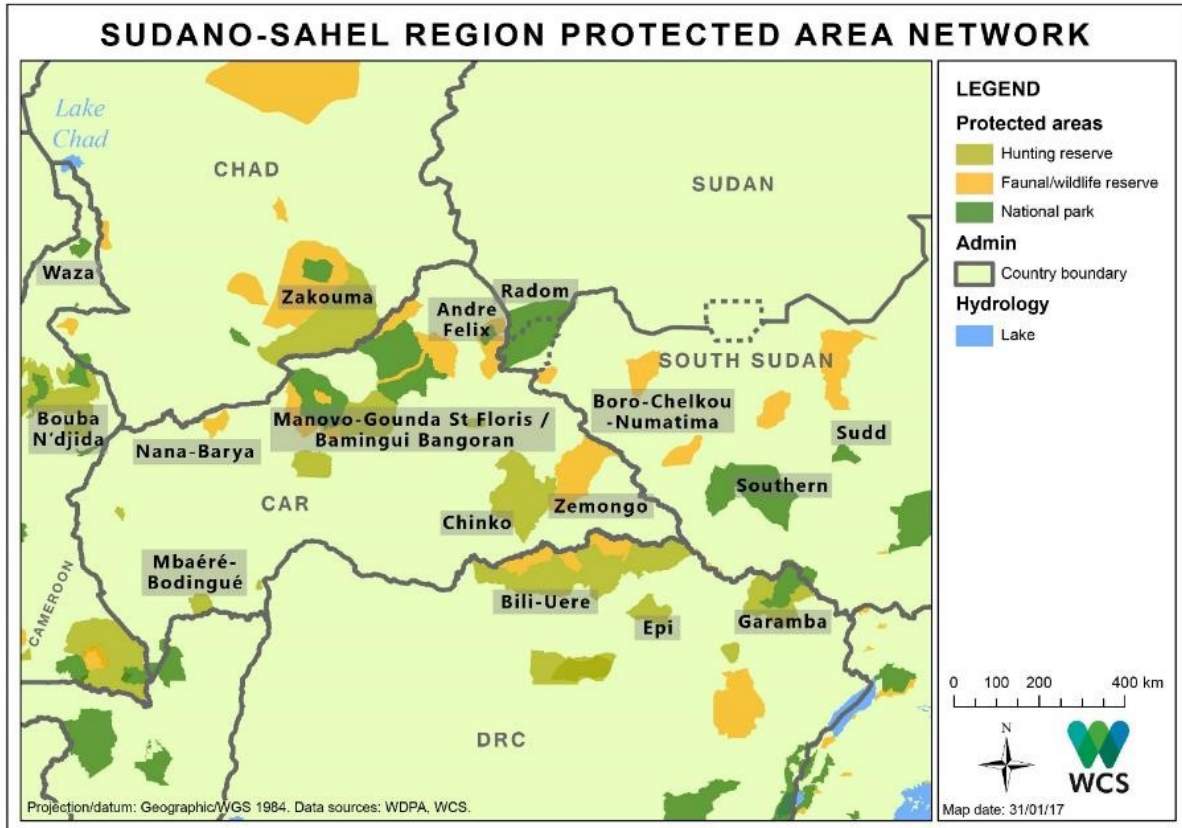 SUDANO-SAHEL REGION PROTECTED AREA NETWORK
Lake
Chad
CHAD
SUDAN
Waza
Zakouma
Andre
Felix
Radom
SOUTH SUDAN
Bouba
N'djida
Nana-Barya
Manovo-Gounda St Floris /
Bamingui Bangoran
Boro-Chelkou
-Numatima
Sudd
Southern
CAR
Chinko
Zemongo
Mbaéré-
Bodingué
CAMEROON
Bili-Uere
Epi
Garamba
DRC
Projection/datum: Geographic/WGS 1984. Data sources: WDPA, WCS.
LEGEND
Protected areas
Hunting reserve
Faunal/wildlife reserve
National park
Admin
Country boundary
Hydrology
Lake
0 100 200 400 km
N
WCS
Map date: 31/01/17